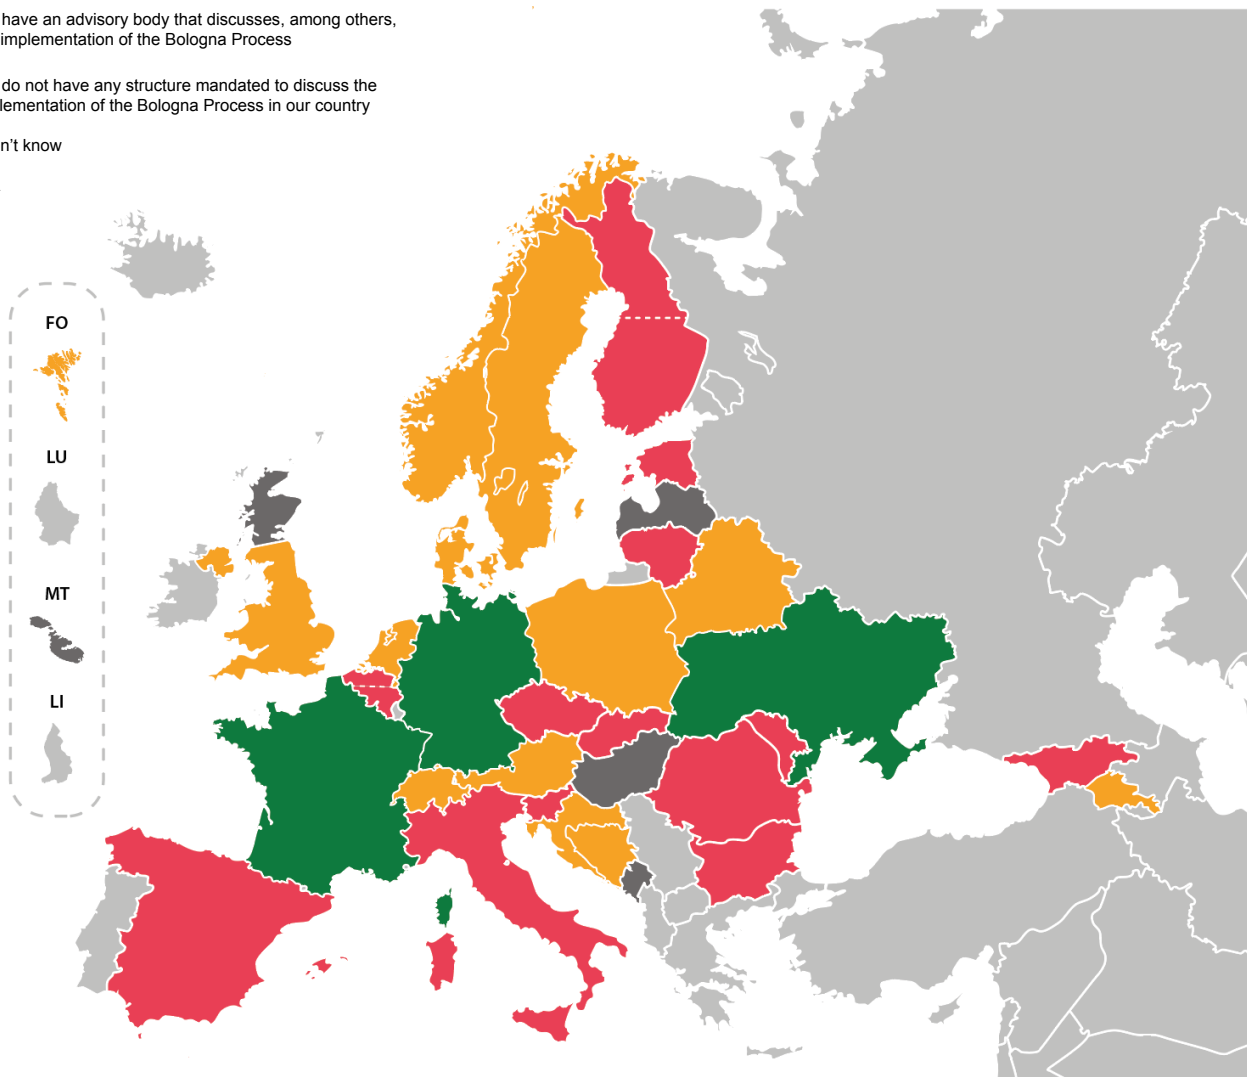 have an advisory body that discusses, among others,
implementation of the Bologna Process
do not have any structure mandated to discuss the
lementation of the Bologna Process in our country
n't know
FO
LU
MT
LI